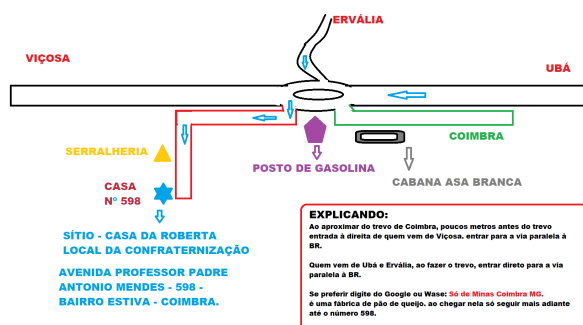 ERVÁLIA
VIÇOSA
UBÁ
COIMBRA
SERRALHERIA
POSTO DE GASOLINA
CABANA ASA BRANCA
CASA
N° 598
SÍTIO - CASA DA ROBERTA
LOCAL DA CONFRATERNIZAÇÃO
AVENIDA PROFESSOR PADRE
ANTONIO MENDES - 598 -
BAIRRO ESTIVA - COIMBRA.
EXPLICANDO:
Ao aproximar do trevo de Coimbra, poucos metros antes do trevo
entrada à direita de quem vem de Viçosa. entrar para a via paralela à
BR.
Quem vem de Ubá e Ervália, ao fazer o trevo, entrar direto para a via
paralela à BR.
Se preferir digite do Google ou Wase: Só de Minas Coimbra MG.
é uma fábrica de pão de queijo. ao chegar nela só seguir mais adiante
até o número 598.